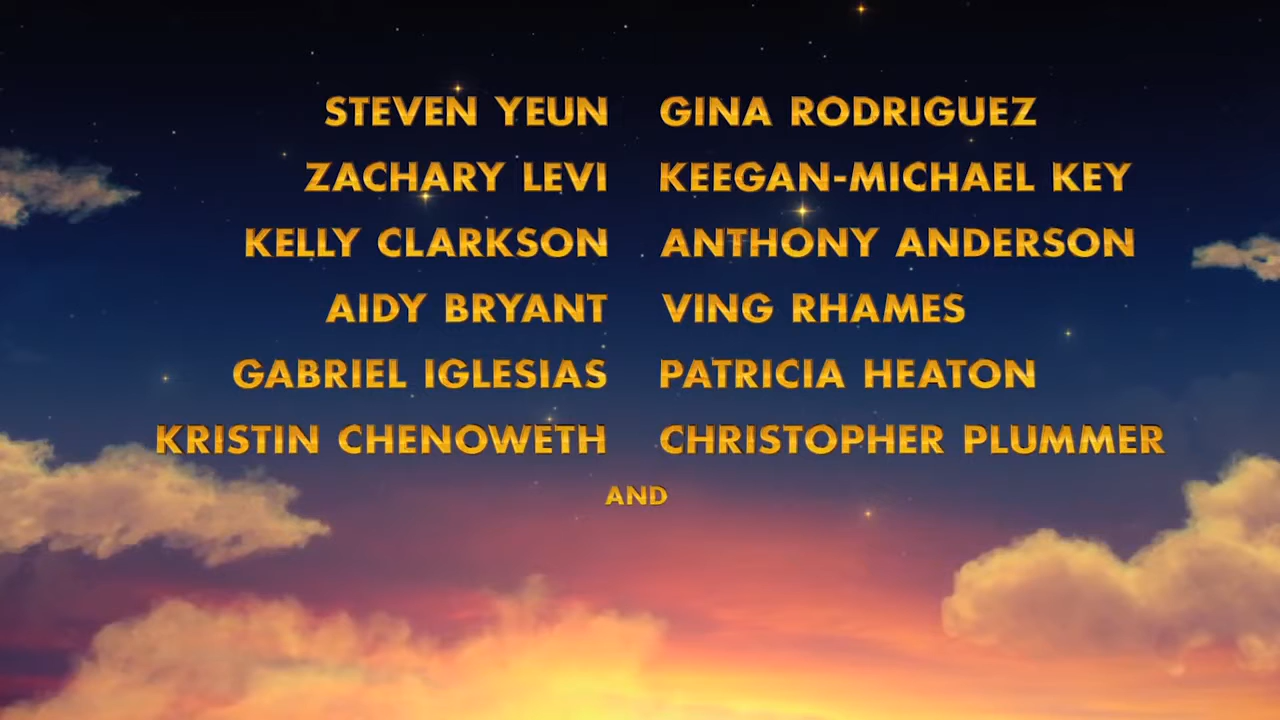 STEVEN YEUN GINA RODRIGUEZ
ZACHARY LEVI KEEGAN-MICHAEL KEY
KELLY CLARKSON ANTHONY ANDERSON
AIDY BRYANT VING RHAMES
GABRIEL IGLESIAS PATRICIA HEATON
KRISTIN CHENOWETH CHRISTOPHER PLUMMER
AND